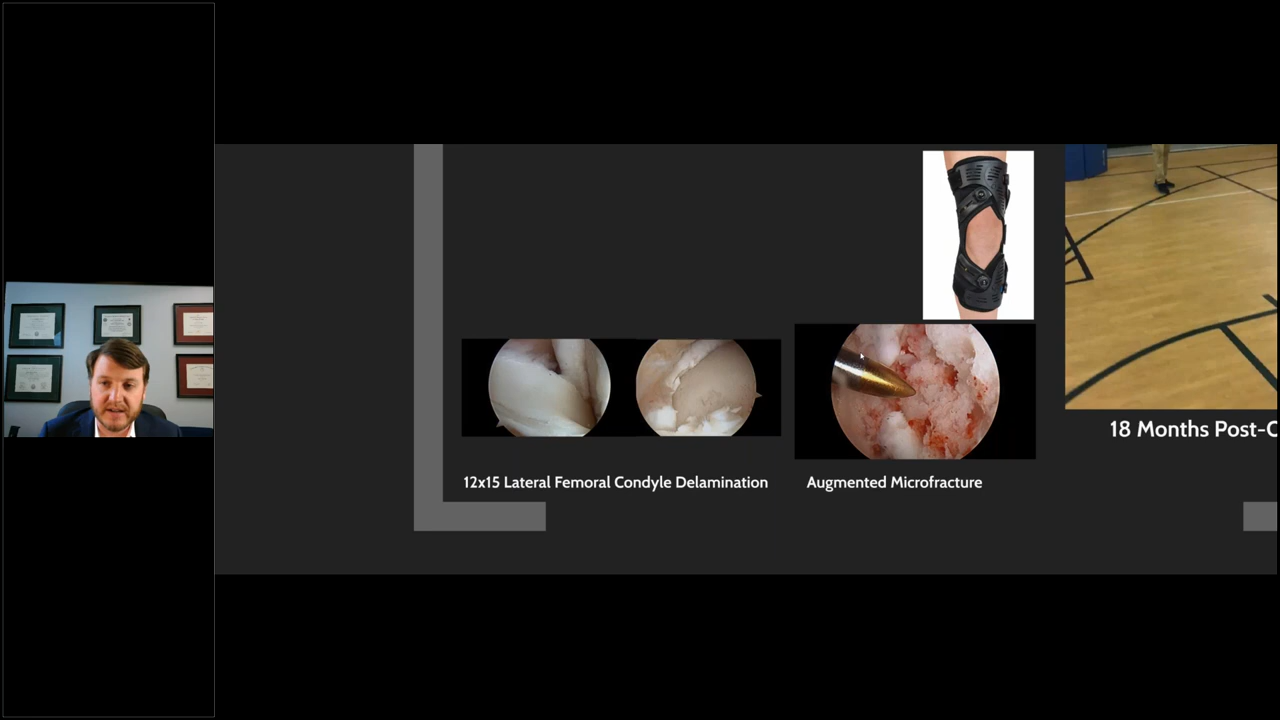 12x15 Lateral Femoral Condyle Delamination
Augmented Microfracture
18 Months Post-